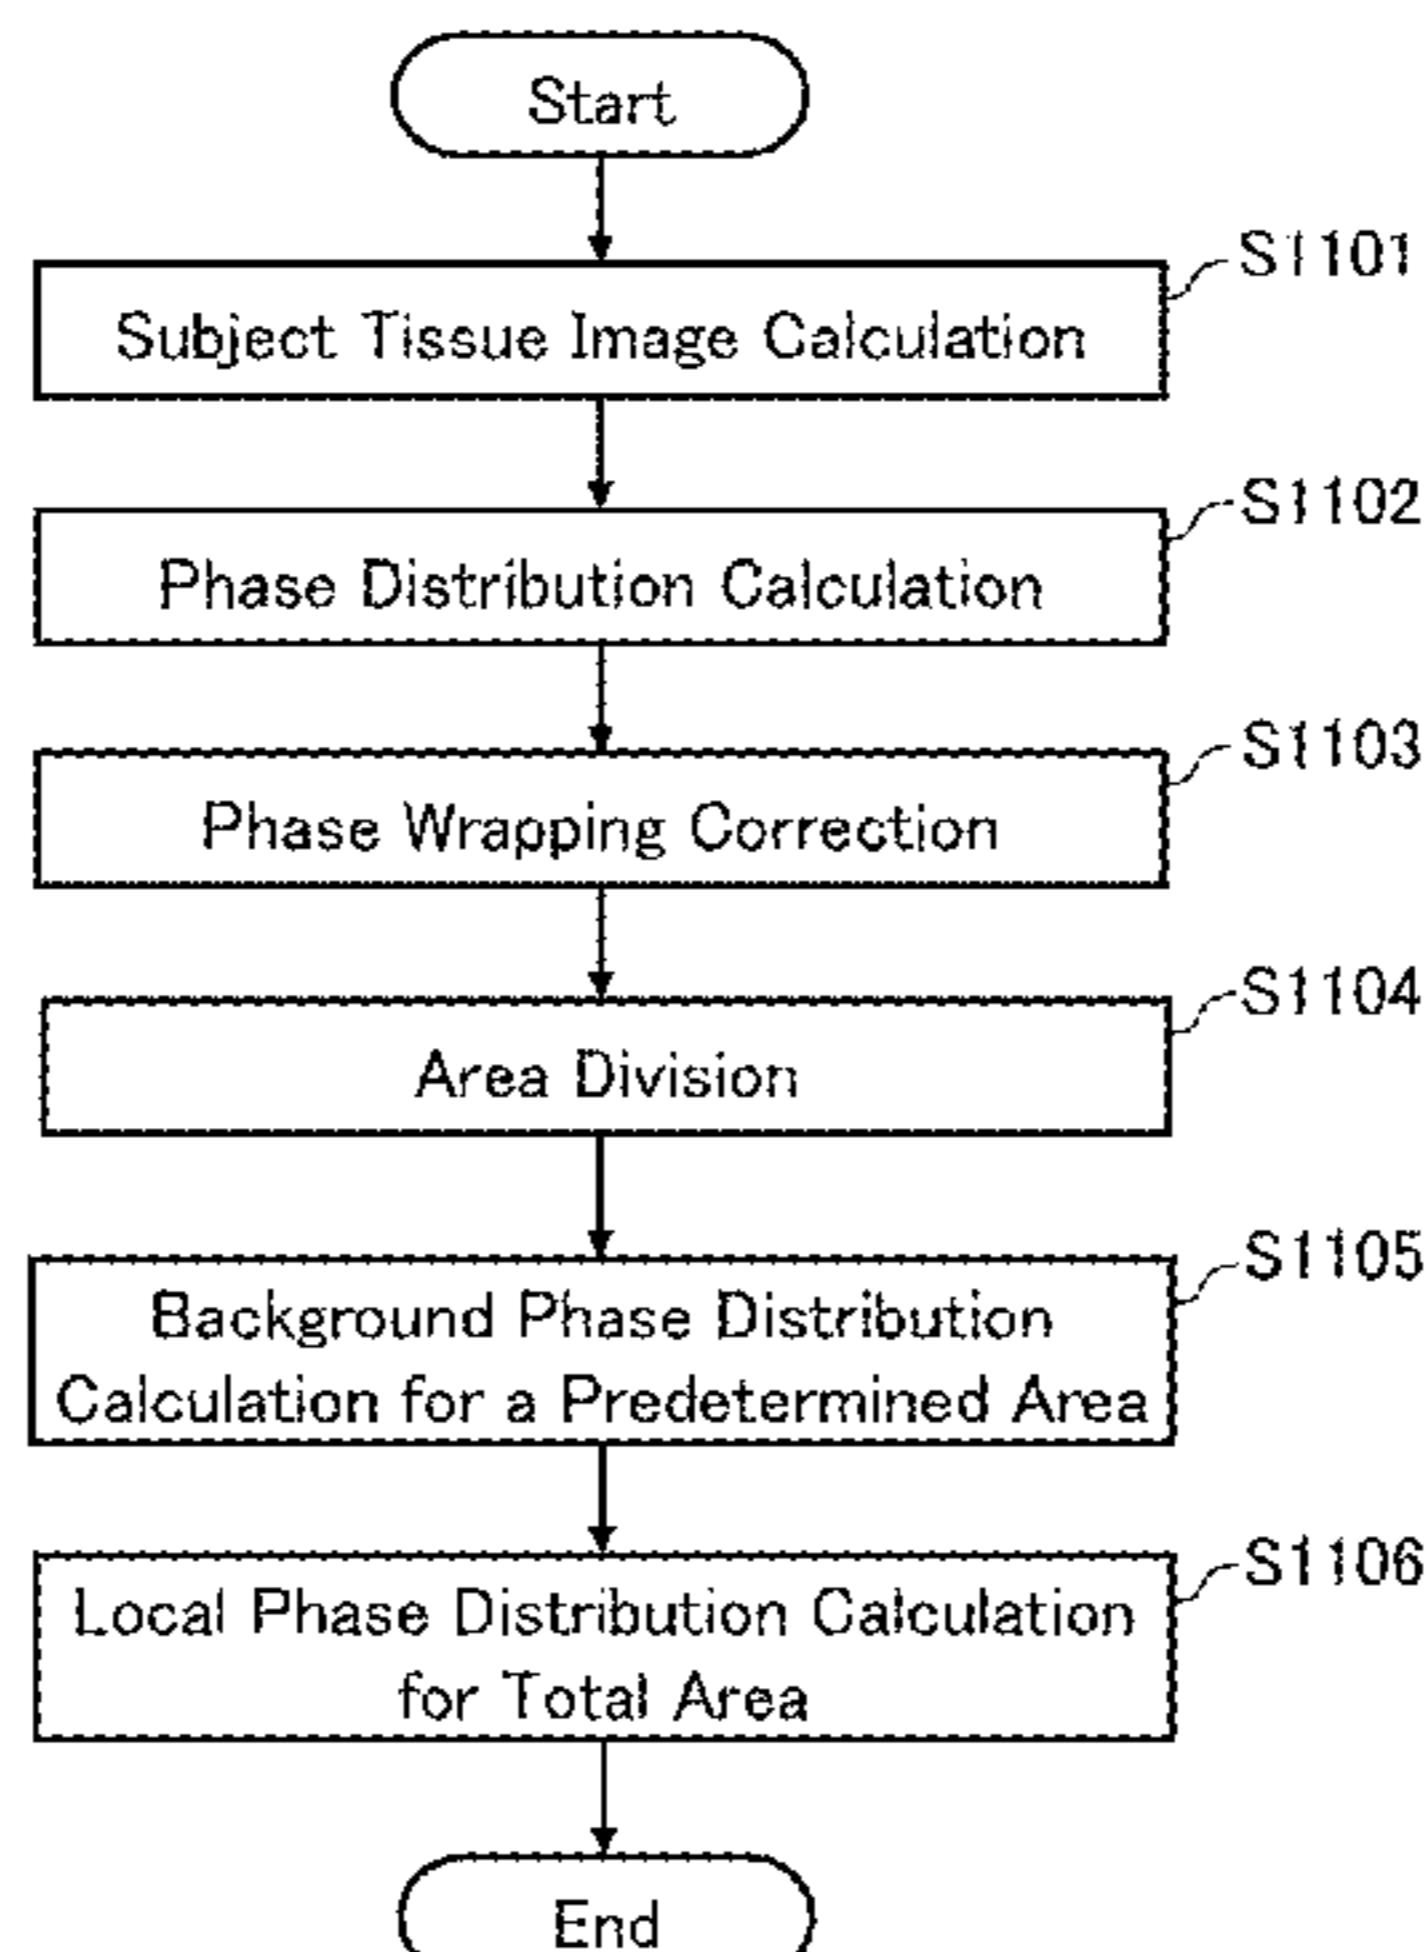 Start
S1101
Subject Tissue Image Calculation
S1102
Phase Distribution Calculation
S1103
Phase Wrapping Correction
S1104
Area Division
S1105
Background Phase Distribution
Calculation for a Predetermined Area
S1106
Local Phase Distribution Calculation
for Total Area
End